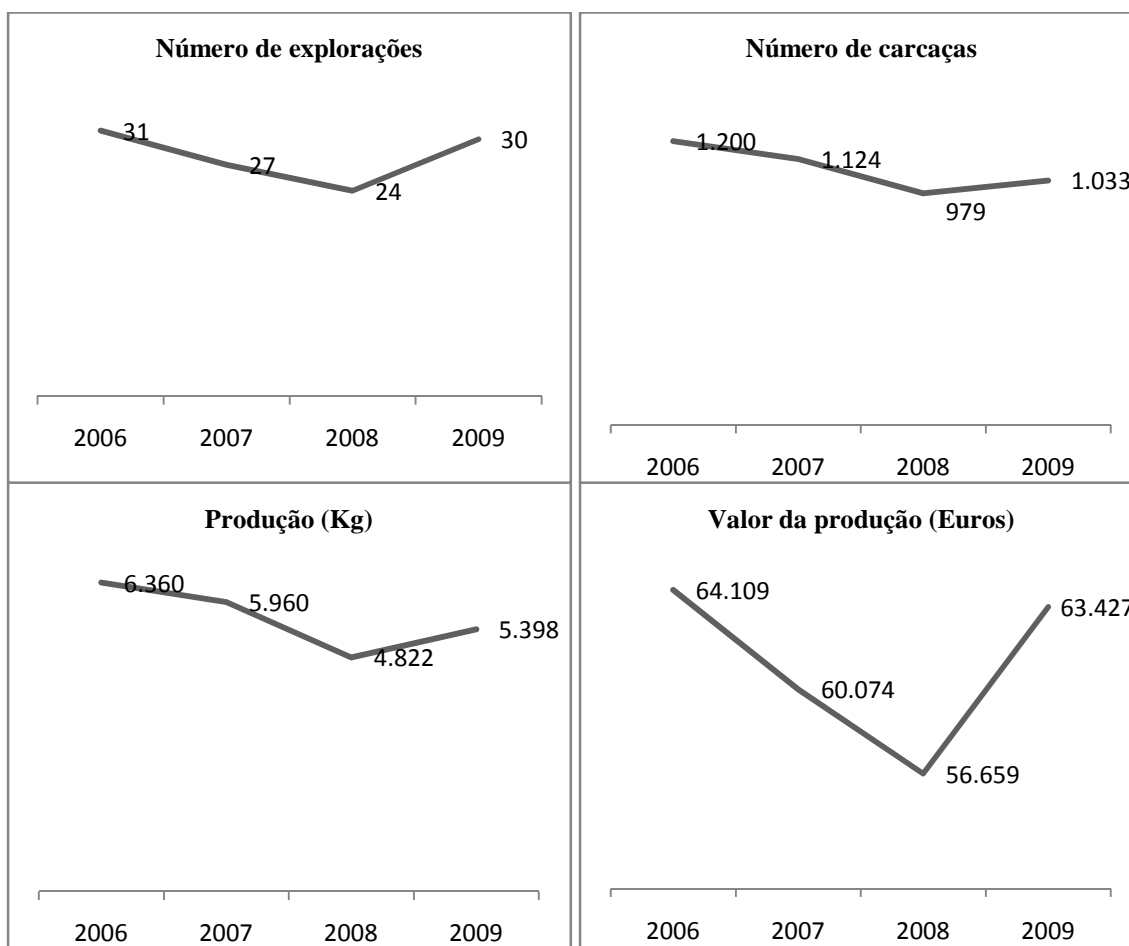 Número de explorações
31
27
24
30
2006 2007 2008 2009
Número de carcaças
1.200
1.124
979
1.033
2006 2007 2008 2009
Produção (Kg)
6.360
5.960
4.822
5.398
2006 2007 2008 2009
Valor da produção (Euros)
64.109
60.074
56.659
63.427
2006 2007 2008 2009